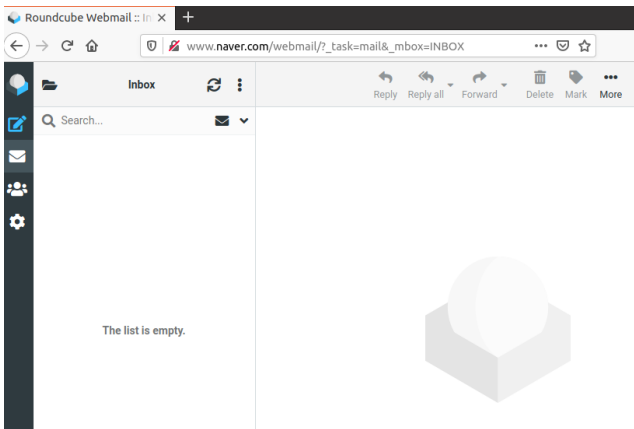 Roundcube Webmail :: In
www.naver.com/webmail/?_task=mail&_mbox=INBOX
Inbox
Reply Reply all Forward Delete Mark More
Search...
The list is empty.